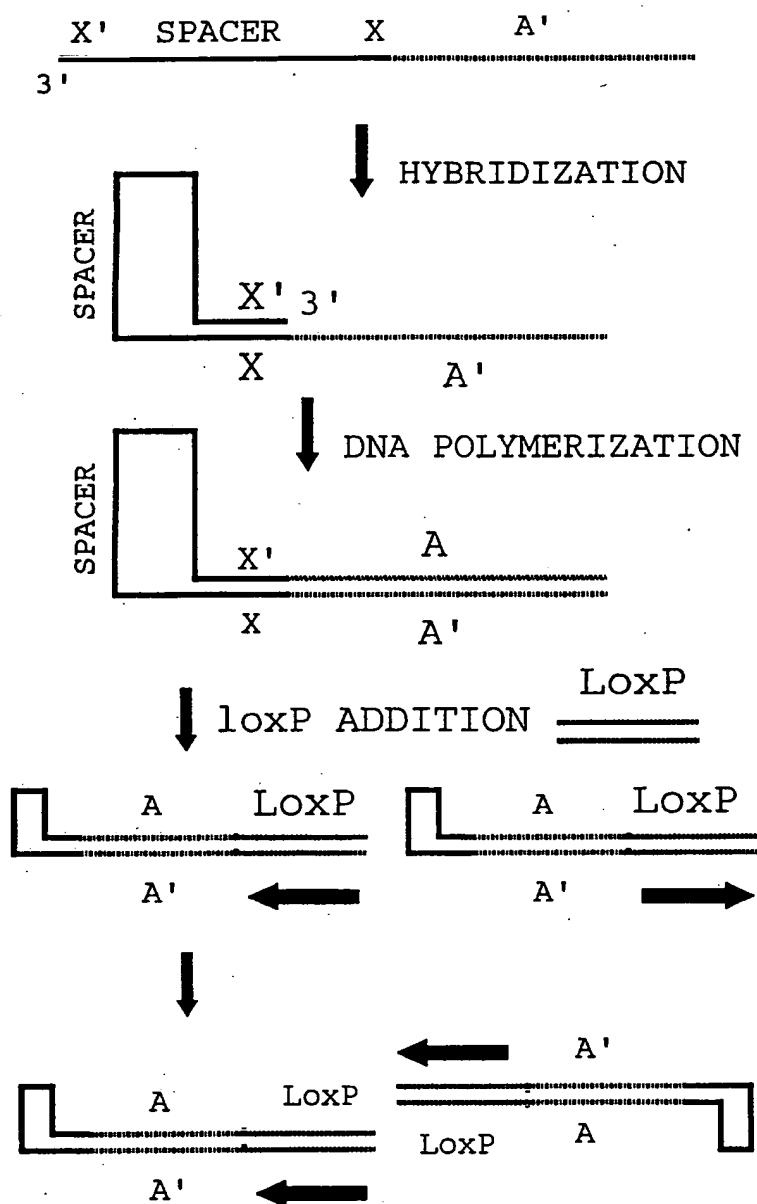 X' SPACER X A'
3'
HYBRIDIZATION
SPACER
X' 3'
X A'
DNA POLYMERIZATION
SPACER
X' A
X A'
LoxP
loxP ADDITION
A LoxP A LoxP
A' A'
A'
A LoxP
LoxP A
A'